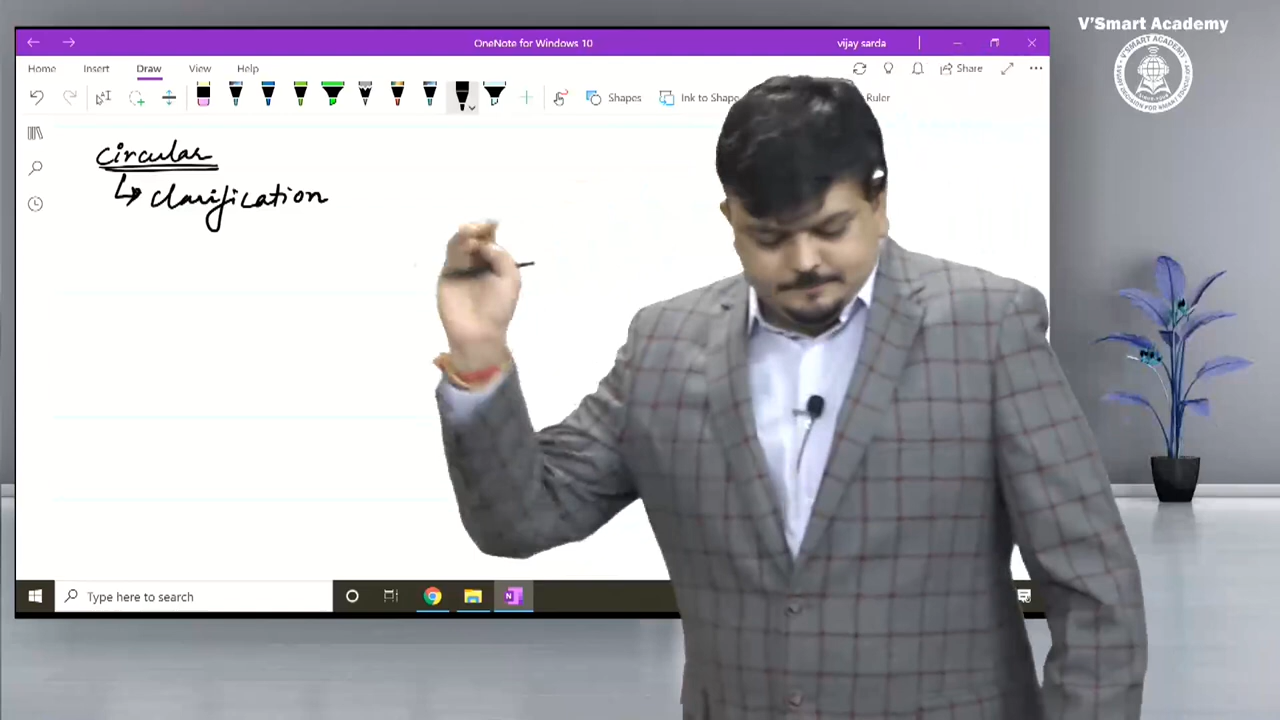 V'Smart Academy
OneNote for Windows 10
vijay sarda
Home Insert Draw View Help
Share
Shapes
Ink to Shape
Ruler
circular
clarification
Type here to search